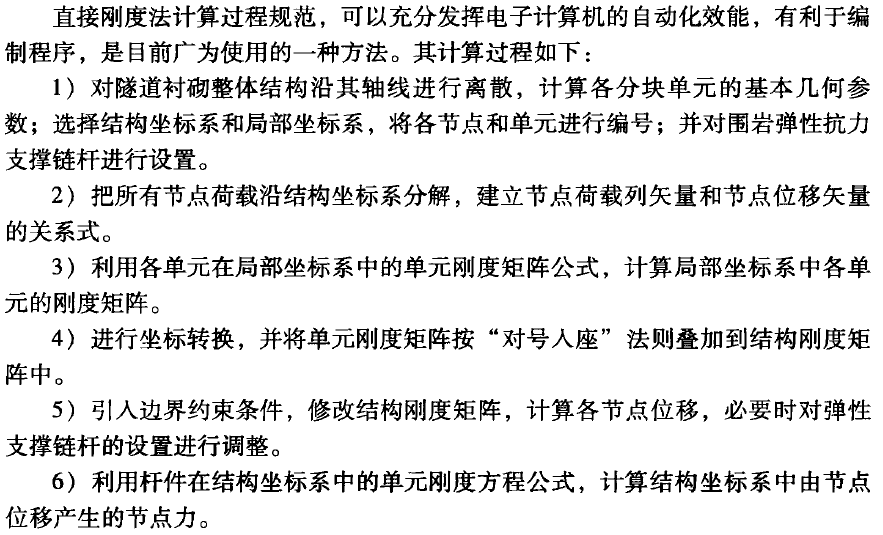 直接刚度法计算过程规范，可以充分发挥电子计算机的自动化效能，有利于编
制程序，是目前广为使用的一种方法。其计算过程如下：
1）对隧道衬砌整体结构沿其轴线进行离散，计算各分块单元的基本几何参
数；选择结构坐标系和局部坐标系，将各节点和单元进行编号；并对围岩弹性抗力
支撑链杆进行设置。
2）把所有节点荷载沿结构坐标系分解，建立节点荷载列矢量和节点位移矢量
的关系式。
3）利用各单元在局部坐标系中的单元刚度矩阵公式，计算局部坐标系中各单
元的刚度矩阵。
4）进行坐标转换，并将单元刚度矩阵按“对号人座”法则叠加到结构刚度矩
阵中。
5）引入边界约束条件，修改结构刚度矩阵，计算各节点位移，必要时对弹性
支撑链杆的设置进行调整。
6）利用杆件在结构坐标系中的单元刚度方程公式，计算结构坐标系中由节点
位移产生的节点力。